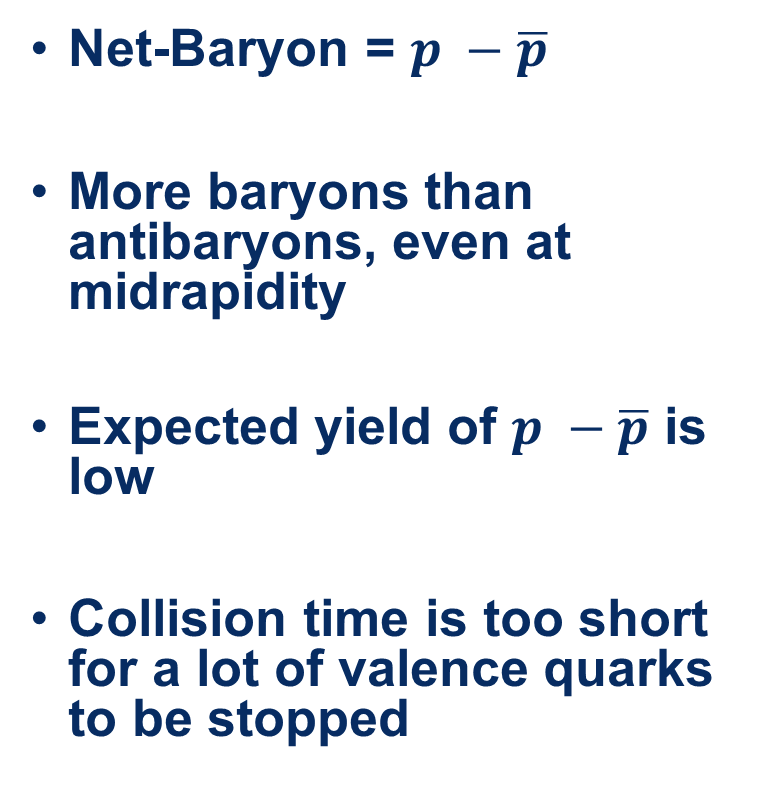 • Net-Baryon = p − p̅
• More baryons than
antibaryons, even at
midrapidity
• Expected yield of p − p̅ is
low
• Collision time is too short
for a lot of valence quarks
to be stopped